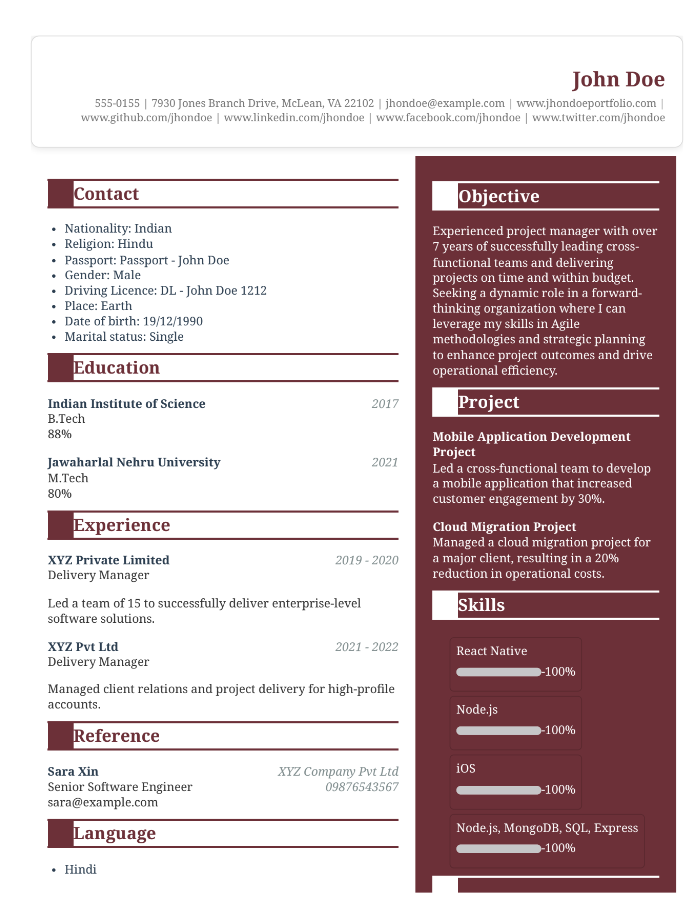 John Doe
555-0155 | 7930 Jones Branch Drive, McLean, VA 22102 | jhondoe@example.com | www.jhondoeportfolio.com |
www.github.com/jhondoe | www.linkedin.com/jhondoe | www.facebook.com/jhondoe | www.twitter.com/jhondoe
Contact
• Nationality: Indian
• Religion: Hindu
• Passport: Passport - John Doe
• Gender: Male
• Driving Licence: DL - John Doe 1212
• Place: Earth
• Date of birth: 19/12/1990
• Marital status: Single
Education
Indian Institute of Science 2017
B.Tech
88%
Jawaharlal Nehru University 2021
M.Tech
80%
Experience
XYZ Private Limited 2019 - 2020
Delivery Manager
Led a team of 15 to successfully deliver enterprise-level
software solutions.
XYZ Pvt Ltd 2021 - 2022
Delivery Manager
Managed client relations and project delivery for high-profile
accounts.
Reference
Sara Xin XYZ Company Pvt Ltd
Senior Software Engineer 09876543567
sara@example.com
Language
• Hindi
Objective
Experienced project manager with over
7 years of successfully leading cross-
functional teams and delivering
projects on time and within budget.
Seeking a dynamic role in a forward-
thinking organization where I can
leverage my skills in Agile
methodologies and strategic planning
to enhance project outcomes and drive
operational efficiency.
Project
Mobile Application Development
Project
Led a cross-functional team to develop
a mobile application that increased
customer engagement by 30%.
Cloud Migration Project
Managed a cloud migration project for
a major client, resulting in a 20%
reduction in operational costs.
Skills
React Native
-100%
Node.js
-100%
iOS
-100%
Node.js, MongoDB, SQL, Express
-100%